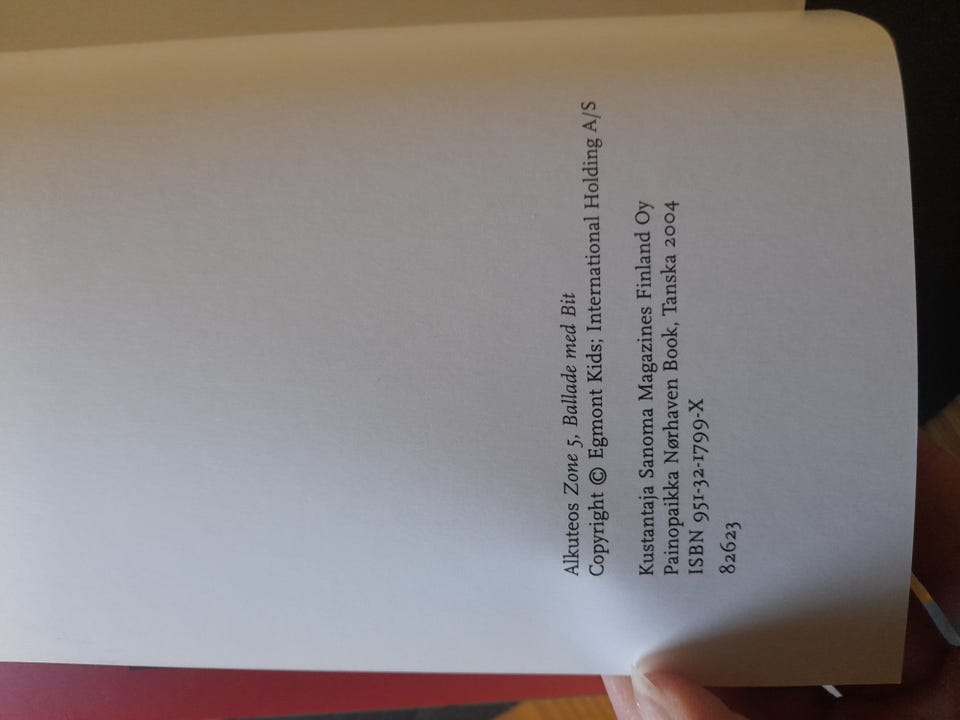 Alkuteos Zone 5, Ballade med Bit
Copyright © Egmont Kids; International Holding A/S
Kustantaja Sanoma Magazines Finland Oy
Painopaikka Nørhaven Book, Tanska 2004
ISBN 951-32-1799-X
82623